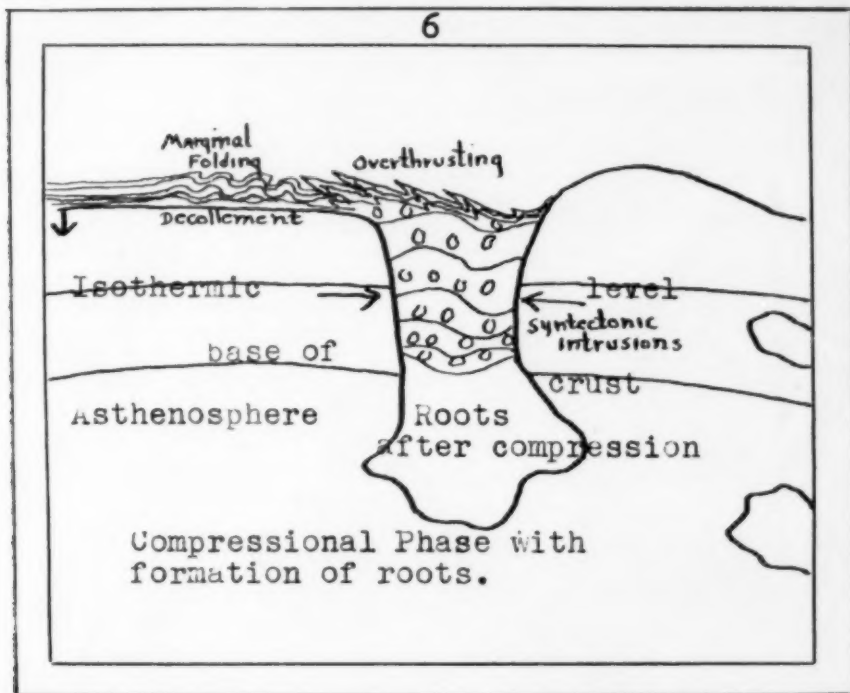 6
Marginal
Folding
Overthrusting
Decollement
Isothermic level
Syntectonic
intrusions
base of crust
Asthenosphere
Roots
after compression
Compressional Phase with
formation of roots.